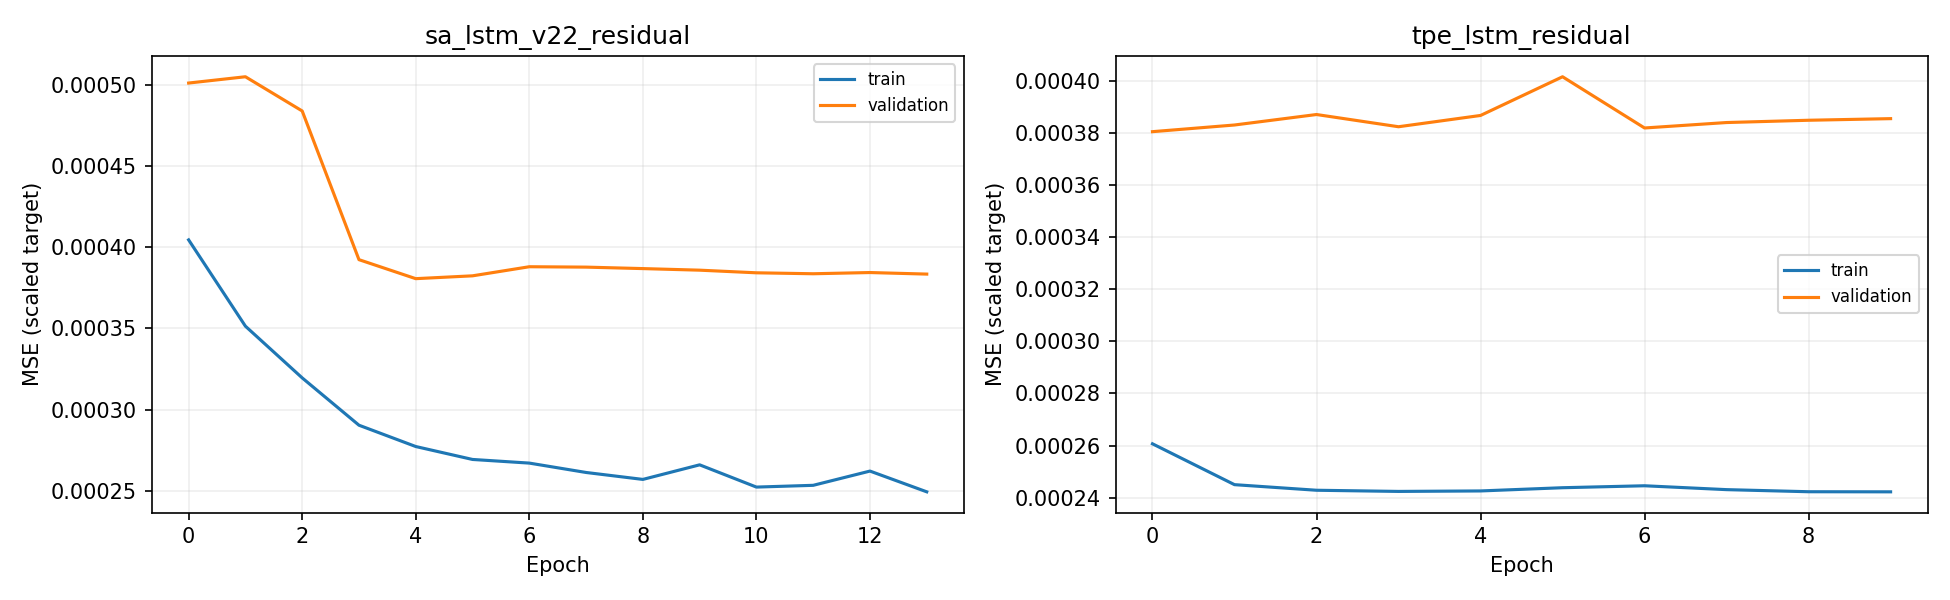 sa_lstm_v22_residual
MSE (scaled target)
0.00050
0.00045
0.00040
0.00035
0.00030
0.00025
train
validation
0 2 4 6 8 10 12
Epoch
tpe_lstm_residual
MSE (scaled target)
0.00040
0.00038
0.00036
0.00034
0.00032
0.00030
0.00028
0.00026
0.00024
train
validation
0 2 4 6 8
Epoch